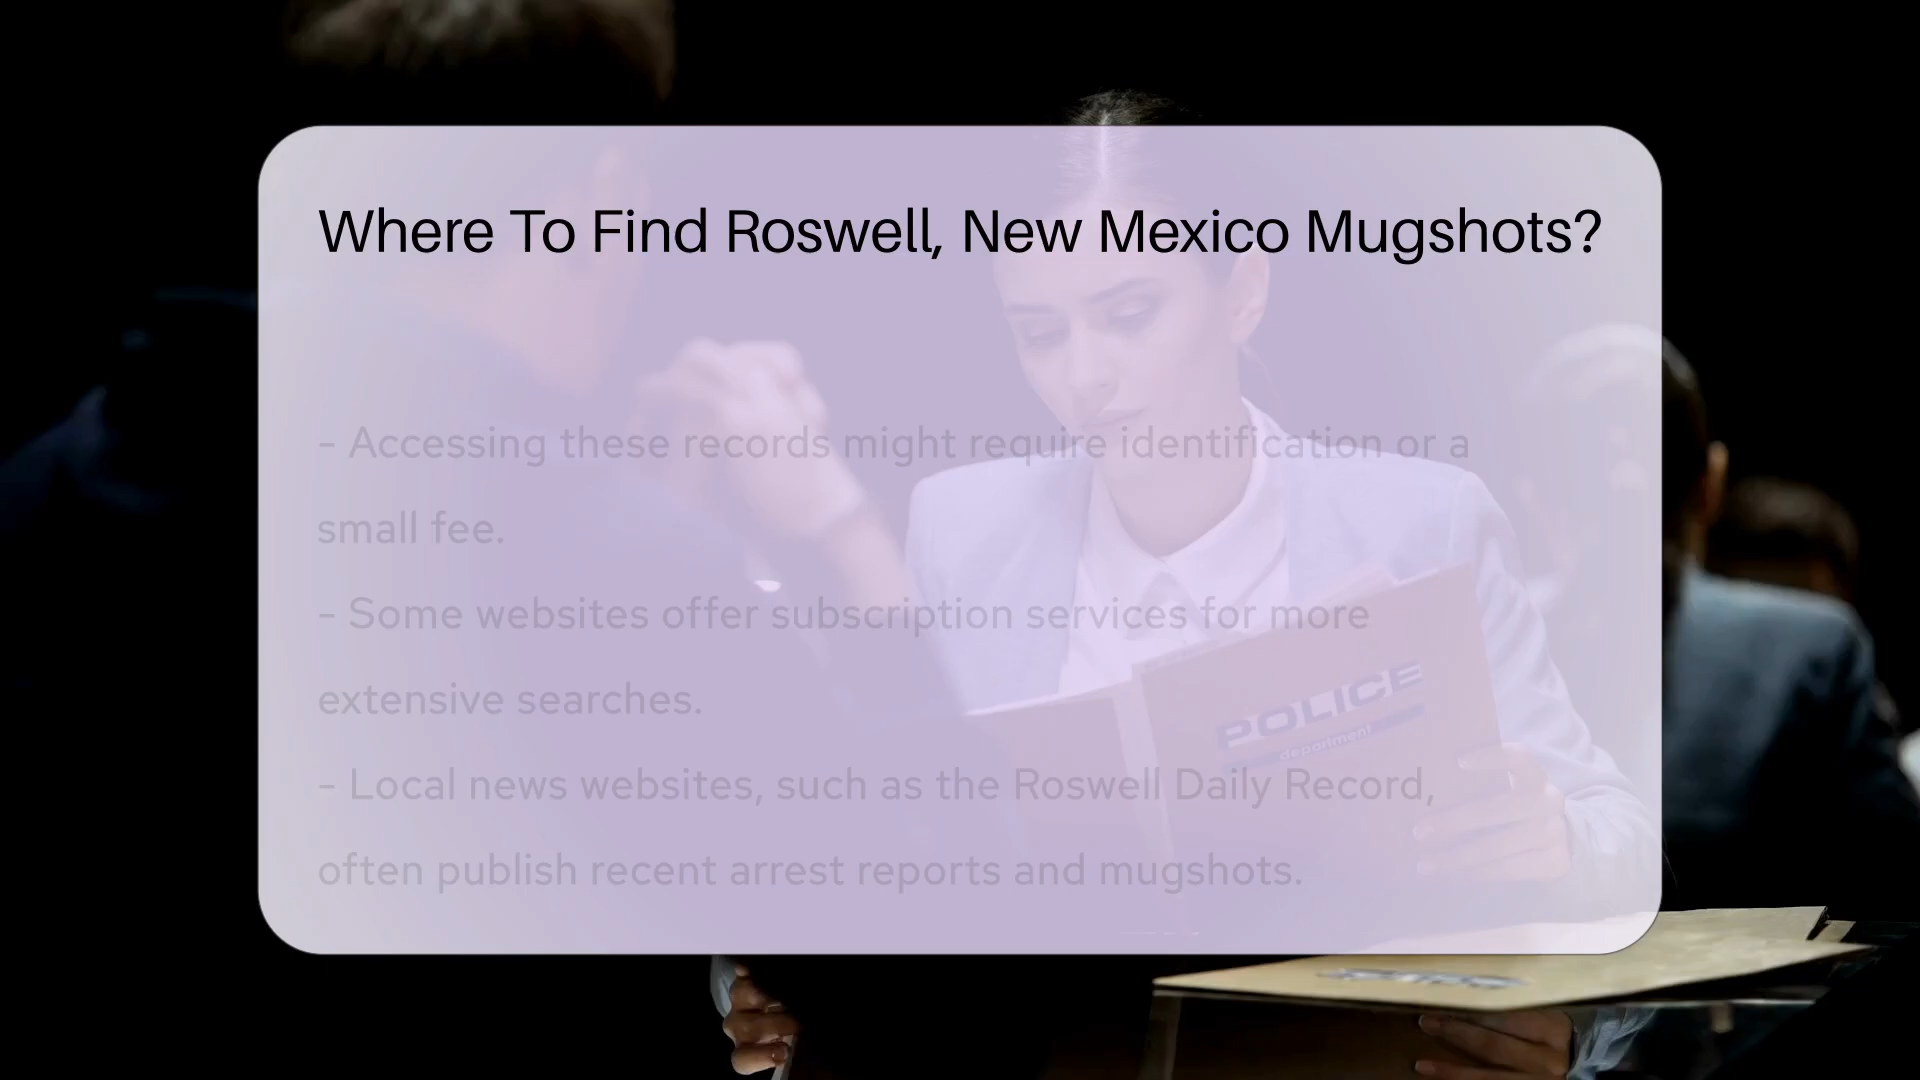 Where To Find Roswell, New Mexico Mugshots?
– Accessing these records might require identification or a
small fee.
– Some websites offer subscription services for more
extensive searches.
POLICE
department
– Local news websites, such as the Roswell Daily Record,
often publish recent arrest reports and mugshots.